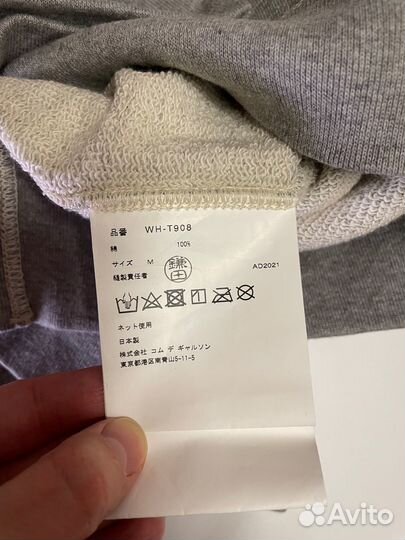 品番 WH-T908
綿 100%
サイズ M
縫製責任者 鎌田 AD2021
ネット使用
日本製
株式会社 コム デ ギャルソン
東京都港区南青山5-11-5
Avito